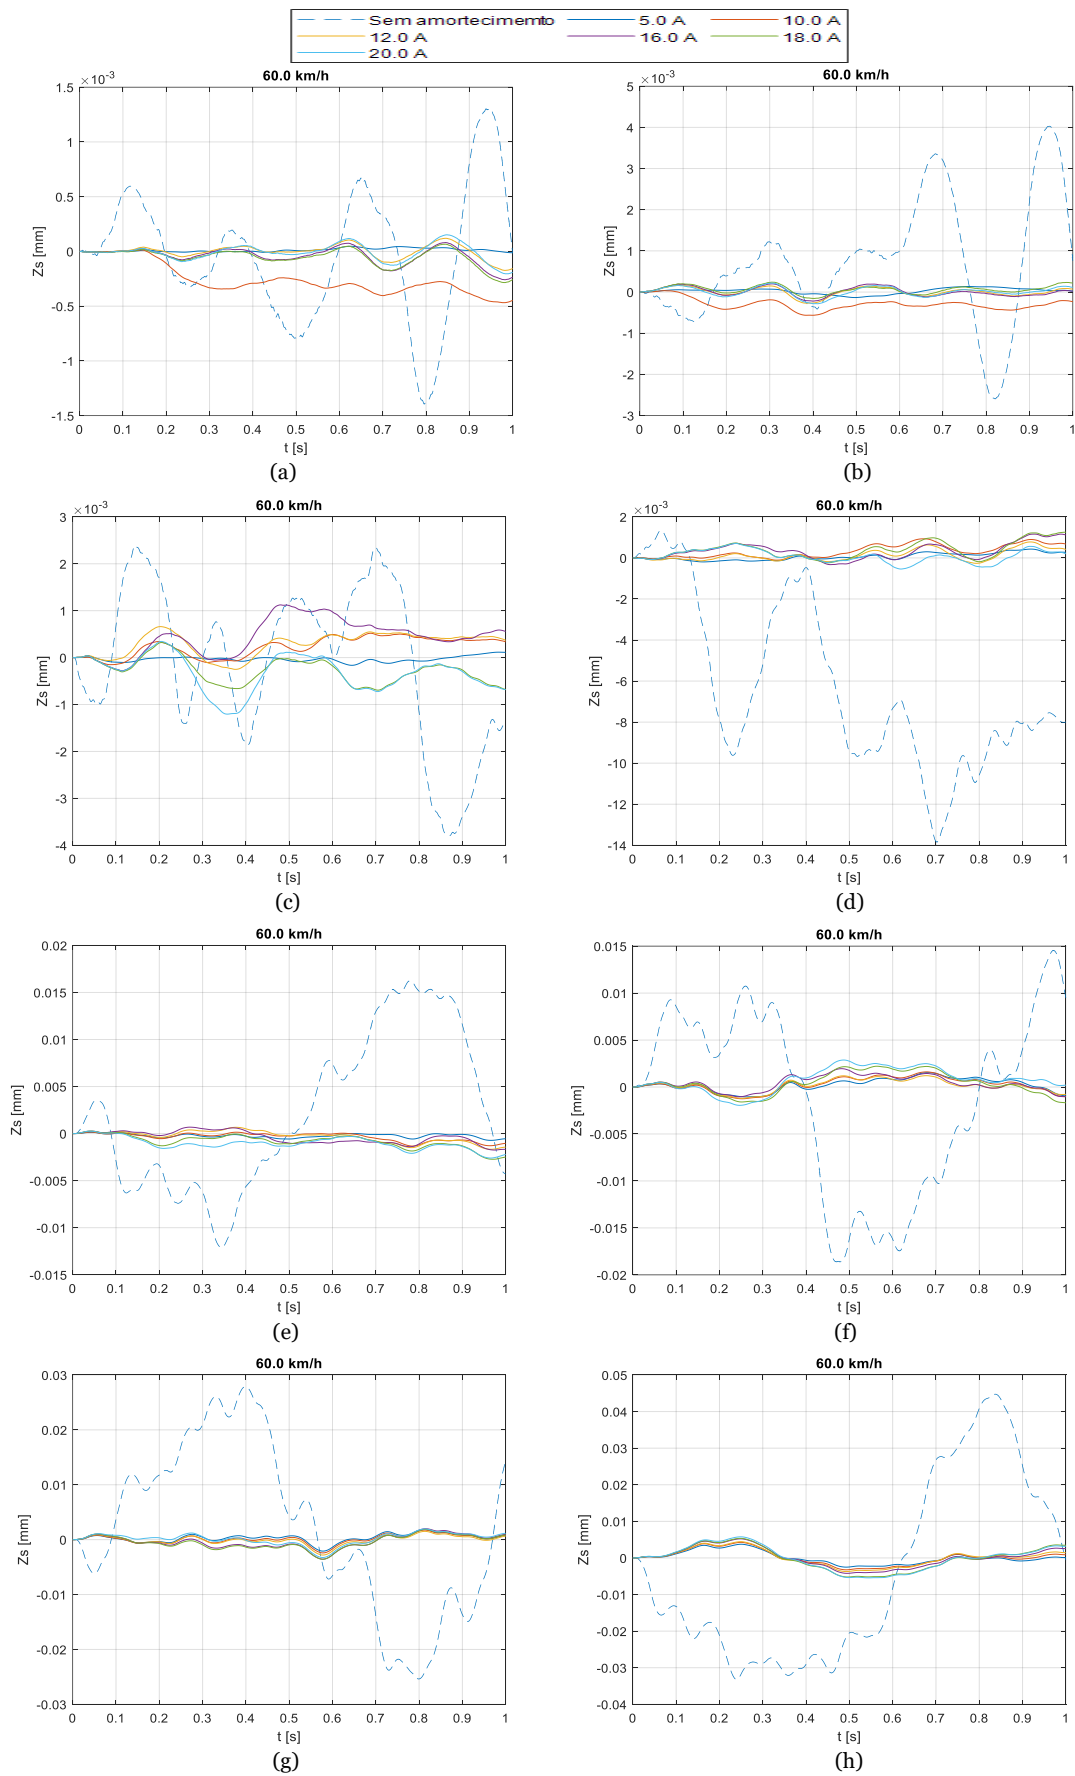 Sem amortecimento 5.0 A 10.0 A
12.0 A 16.0 A 18.0 A
20.0 A
60.0 km/h
×10⁻³
1.5
1
0.5
0
-0.5
-1
-1.5
Zs [mm]
0 0.1 0.2 0.3 0.4 0.5 0.6 0.7 0.8 0.9 1
t [s]
(a)
60.0 km/h
×10⁻³
5
4
3
2
1
0
-1
-2
-3
Zs [mm]
0 0.1 0.2 0.3 0.4 0.5 0.6 0.7 0.8 0.9 1
t [s]
(b)
60.0 km/h
×10⁻³
3
2
1
0
-1
-2
-3
-4
Zs [mm]
0 0.1 0.2 0.3 0.4 0.5 0.6 0.7 0.8 0.9 1
t [s]
(c)
60.0 km/h
×10⁻³
2
0
-2
-4
-6
-8
-10
-12
-14
Zs [mm]
0 0.1 0.2 0.3 0.4 0.5 0.6 0.7 0.8 0.9 1
t [s]
(d)
60.0 km/h
0.02
0.015
0.01
0.005
0
-0.005
-0.01
-0.015
Zs [mm]
0 0.1 0.2 0.3 0.4 0.5 0.6 0.7 0.8 0.9 1
t [s]
(e)
60.0 km/h
0.015
0.01
0.005
0
-0.005
-0.01
-0.015
-0.02
Zs [mm]
0 0.1 0.2 0.3 0.4 0.5 0.6 0.7 0.8 0.9 1
t [s]
(f)
60.0 km/h
0.03
0.02
0.01
0
-0.01
-0.02
-0.03
Zs [mm]
0 0.1 0.2 0.3 0.4 0.5 0.6 0.7 0.8 0.9 1
t [s]
(g)
60.0 km/h
0.05
0.04
0.03
0.02
0.01
0
-0.01
-0.02
-0.03
-0.04
Zs [mm]
0 0.1 0.2 0.3 0.4 0.5 0.6 0.7 0.8 0.9 1
t [s]
(h)